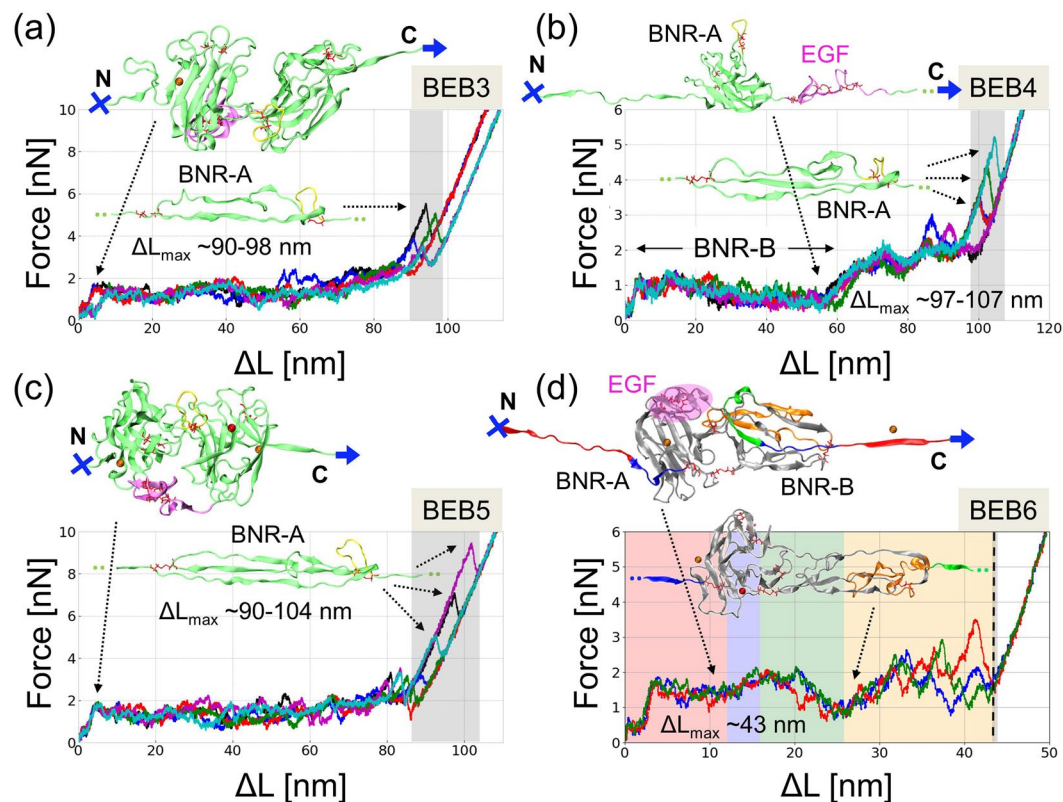 (a)
N
C
BEB3
BNR-A
ΔLmax ~90-98 nm
Force [nN]
10
8
6
4
2
0
0 20 40 60 80 100
ΔL [nm]
(b)
N
BNR-A
EGF
C
BEB4
BNR-A
BNR-B
ΔLmax ~97-107 nm
Force [nN]
6
5
4
3
2
1
0
0 20 40 60 80 100 120
ΔL [nm]
(c)
N
C
BEB5
BNR-A
ΔLmax ~90-104 nm
Force [nN]
10
8
6
4
2
0
0 20 40 60 80 100
ΔL [nm]
(d)
EGF
N
C
BNR-A
BNR-B
BEB6
ΔLmax ~43 nm
Force [nN]
6
5
4
3
2
1
0
0 10 20 30 40 50
ΔL [nm]